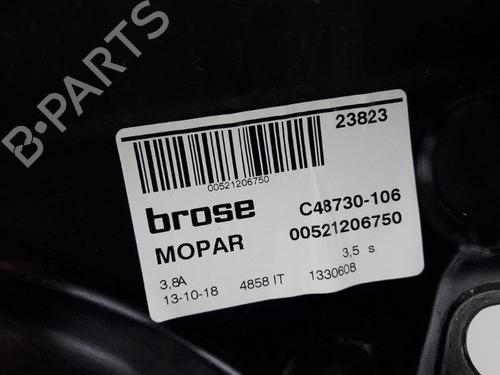 B-PARTS
23823
00521206750
brose
C48730-106
MOPAR
00521206750
3,8A
3,5 s
13-10-18 4858 IT 1330608